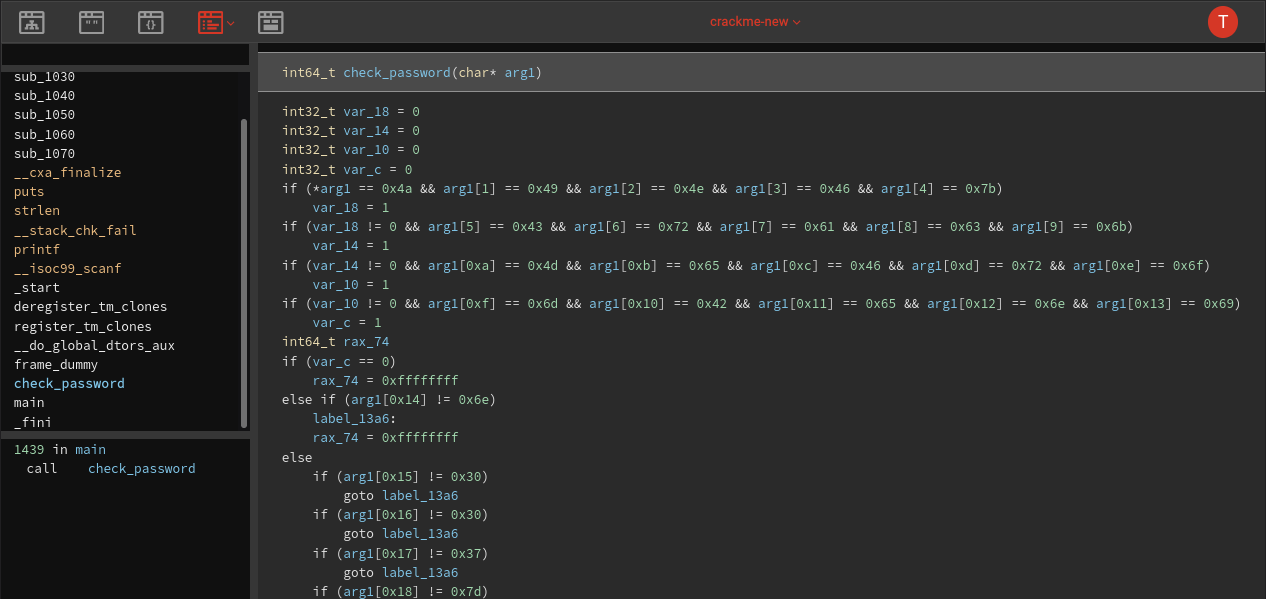 crackme-new
T
sub_1030
sub_1040
sub_1050
sub_1060
sub_1070
__cxa_finalize
puts
strlen
__stack_chk_fail
printf
__isoc99_scanf
_start
deregister_tm_clones
register_tm_clones
__do_global_dtors_aux
frame_dummy
check_password
main
_fini
1439 in main
call check_password
int64_t check_password(char* arg1)
int32_t var_18 = 0
int32_t var_14 = 0
int32_t var_10 = 0
int32_t var_c = 0
if (*arg1 == 0x4a && arg1[1] == 0x49 && arg1[2] == 0x4e && arg1[3] == 0x46 && arg1[4] == 0x7b)
var_18 = 1
if (var_18 != 0 && arg1[5] == 0x43 && arg1[6] == 0x72 && arg1[7] == 0x61 && arg1[8] == 0x63 && arg1[9] == 0x6b)
var_14 = 1
if (var_14 != 0 && arg1[0xa] == 0x4d && arg1[0xb] == 0x65 && arg1[0xc] == 0x46 && arg1[0xd] == 0x72 && arg1[0xe] == 0x6f)
var_10 = 1
if (var_10 != 0 && arg1[0xf] == 0x6d && arg1[0x10] == 0x42 && arg1[0x11] == 0x65 && arg1[0x12] == 0x6e && arg1[0x13] == 0x69)
var_c = 1
int64_t rax_74
if (var_c == 0)
rax_74 = 0xffffffff
else if (arg1[0x14] != 0x6e)
label_13a6:
rax_74 = 0xffffffff
else
if (arg1[0x15] != 0x30)
goto label_13a6
if (arg1[0x16] != 0x30)
goto label_13a6
if (arg1[0x17] != 0x37)
goto label_13a6
if (arg1[0x18] != 0x7d)